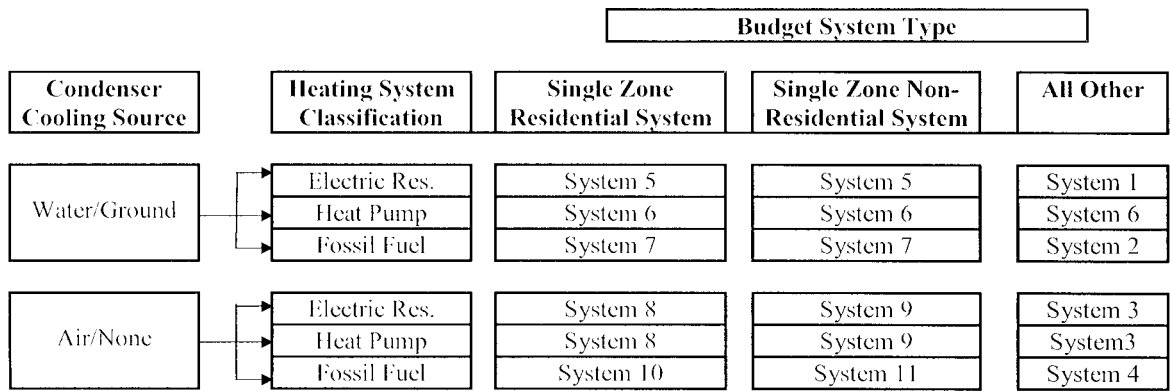 Budget System Type
Condenser Heating System Single Zone Single Zone Non- All Other
Cooling Source Classification Residential System Residential System
Electric Res. System 5 System 5 System 1
Water/Ground Heat Pump System 6 System 6 System 6
Fossil Fuel System 7 System 7 System 2
Electric Res. System 8 System 9 System 3
Air/None Heat Pump System 8 System 9 System3
Fossil Fuel System 10 System 11 System 4